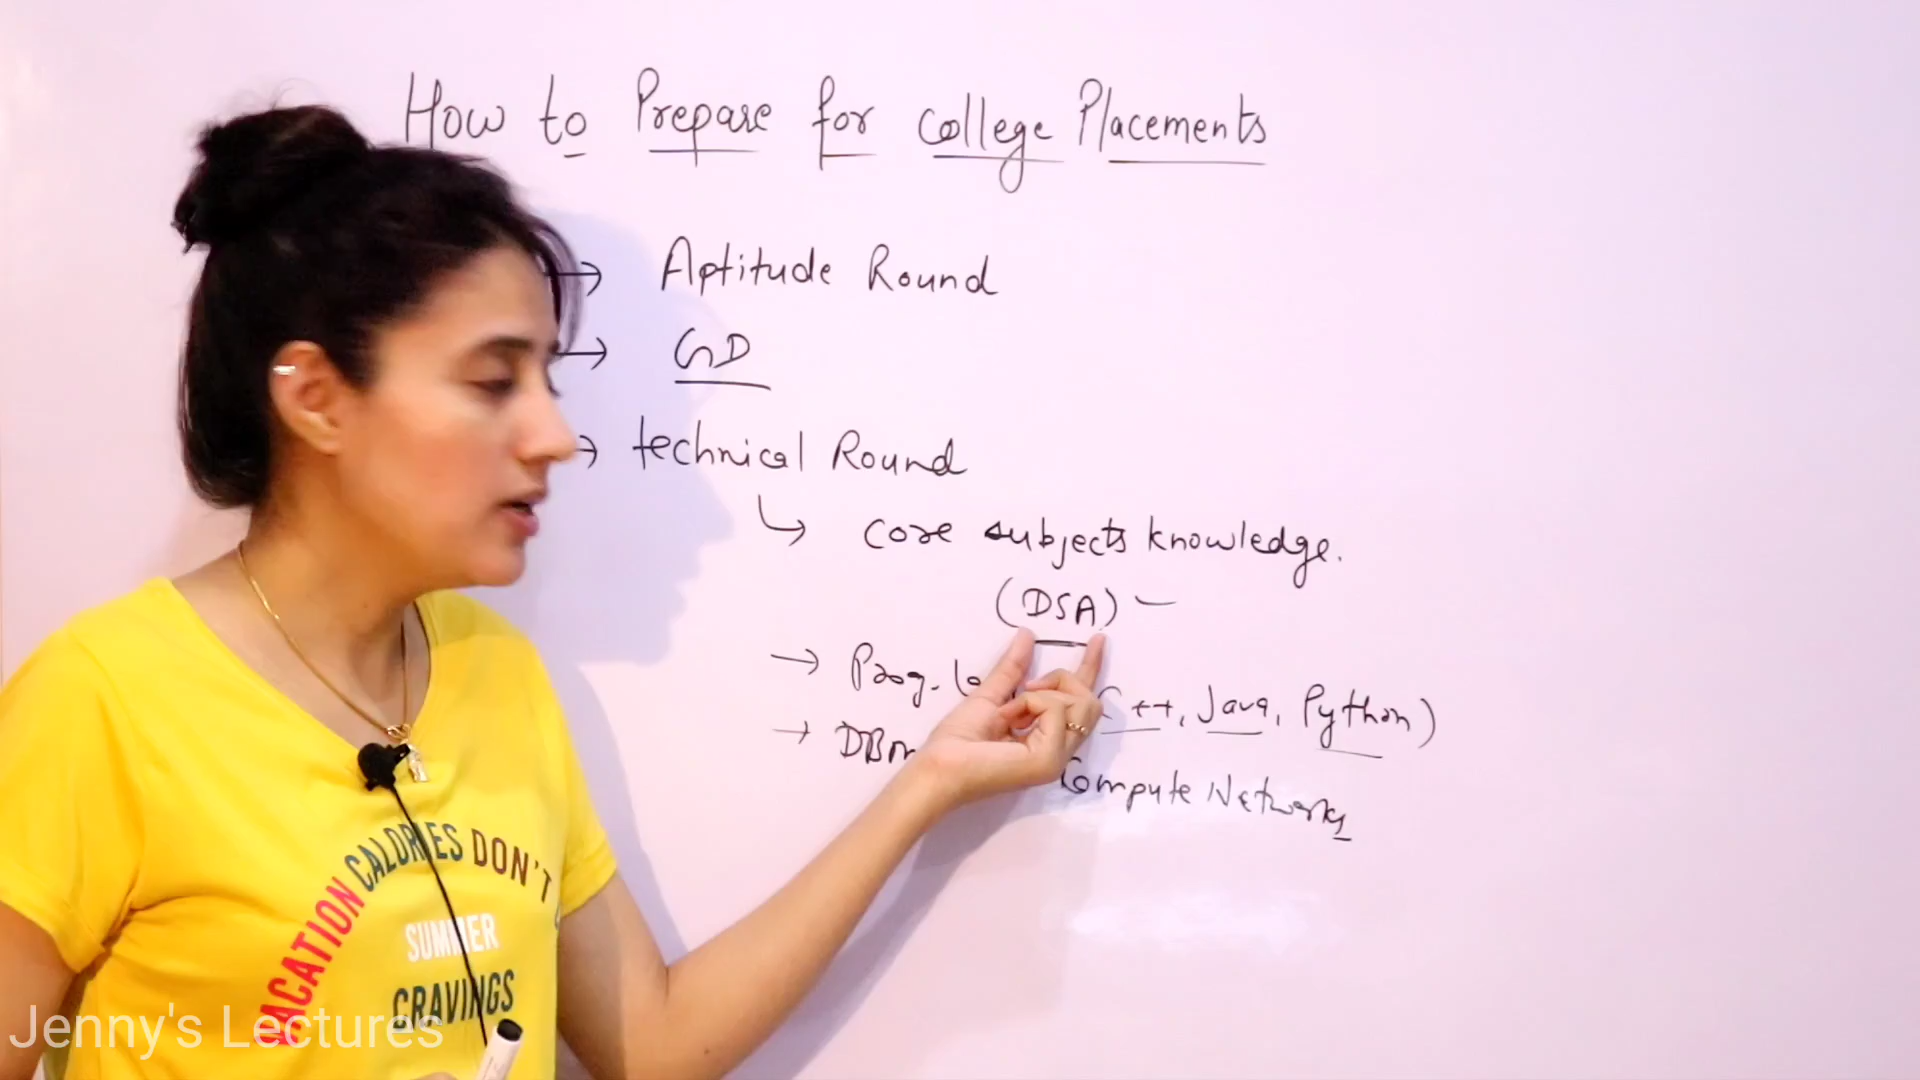 How to Prepare for College Placements
→ Aptitude Round
→ GD
→ technical Round
↳ core subjects knowledge.
(DSA) –
→ Prog. C++, Java, Python)
→ DBM Compute Networks
VACATION CALORIES DON'T
SUMMER
CRAVINGS
Jenny's Lectures